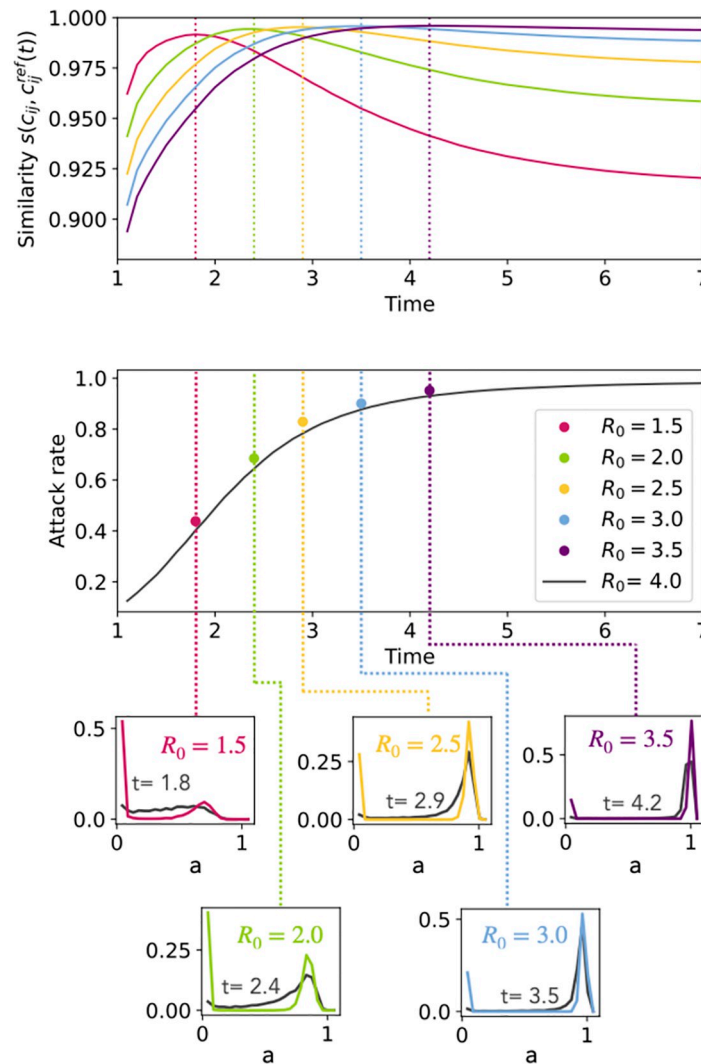 1.000
0.975
0.950
0.925
0.900
Similarity s(c_ij, c_ij^ref(t))
1 2 3 4 5 6 7
Time
1.0
0.8
0.6
0.4
0.2
Attack rate
R_0 = 1.5
R_0 = 2.0
R_0 = 2.5
R_0 = 3.0
R_0 = 3.5
R_0 = 4.0
1 2 3 4 5 6 7
Time
0.5
0.0
R_0 = 1.5
t= 1.8
0 1
a
0.25
0.00
R_0 = 2.5
t= 2.9
0 1
a
0.5
0.0
R_0 = 3.5
t= 4.2
0 1
a
0.25
0.00
R_0 = 2.0
t= 2.4
0 1
a
0.5
0.0
R_0 = 3.0
t= 3.5
0 1
a